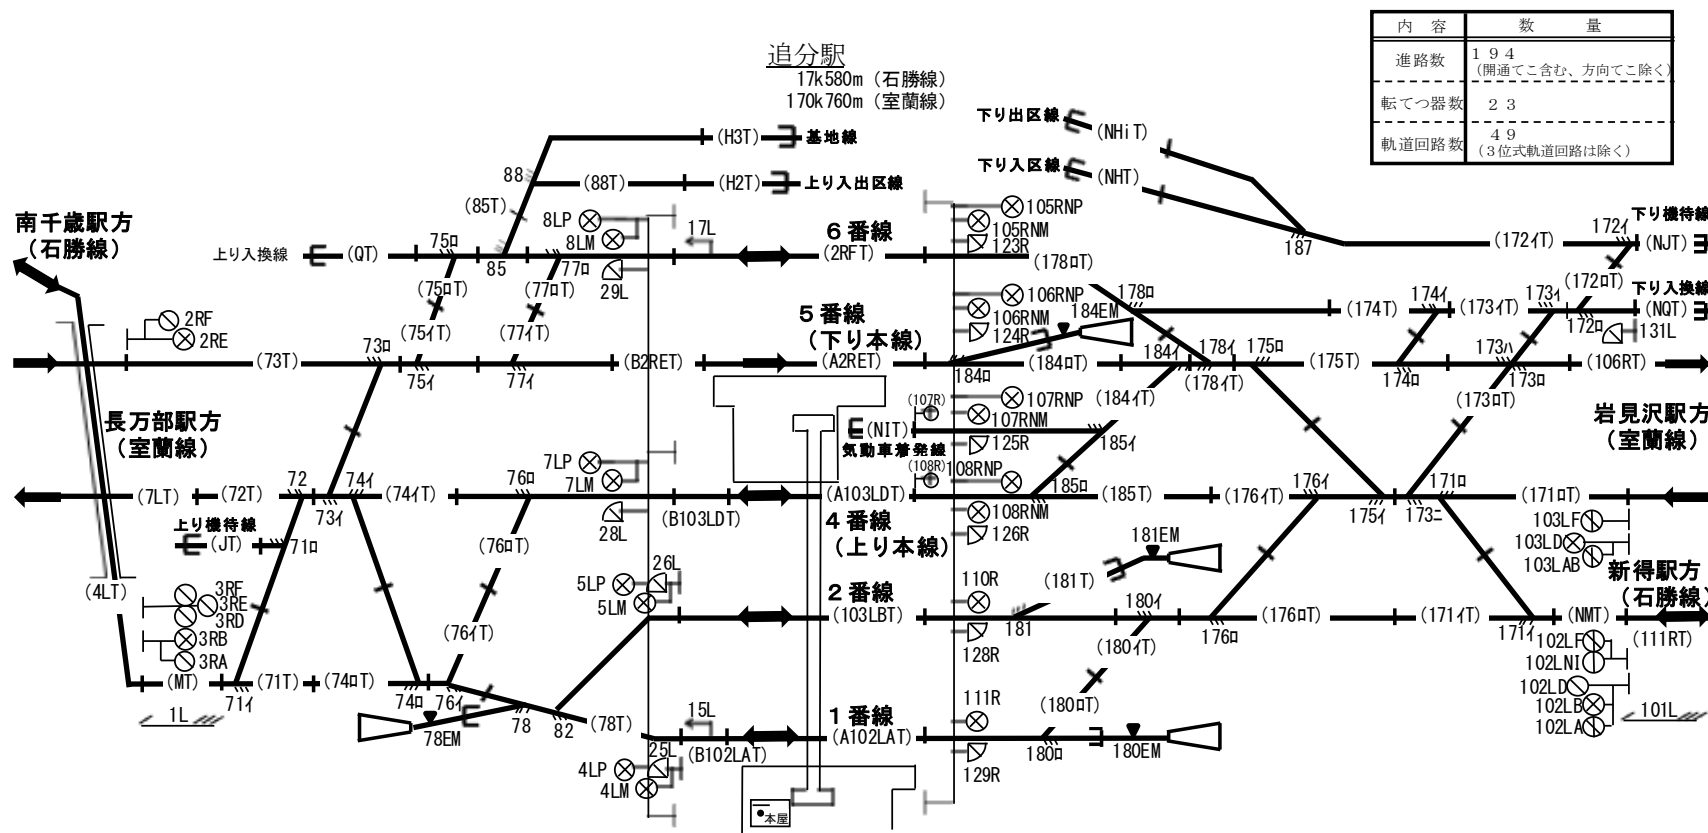 追分駅
17k580m (石勝線)
170k760m (室蘭線)
内 容
数 量
進路数
194
(開通てこ含む、方向てこ除く)
転てつ器数
23
軌道回路数
49
(3位式軌道回路は除く)
下り出区線
(NHiT)
下り入区線
(NHT)
(H3T)
基地線
88
(88T)
(H2T)
上り入出区線
(85T)
南千歳駅方
(石勝線)
上り入換線
(QT)
75ロ
85
77ロ
8LP
8LM
29L
17L
6番線
(2RFT)
105RNP
105RNM
123R
(178ロT)
187
(172イT)
172イ
下り機待線
(NJT)
(172ロT)
(75ロT)
(77ロT)
(75イT)
(77イT)
2RF
2RE
5番線
(下り本線)
106RNP
106RNM
124R
184EM
178ロ
(174T)
174イ
(173イT)
173イ
下り入換線
(NQT)
172ロ
131L
(73T)
73ロ
75イ
77イ
(B2RET)
(A2RET)
184ロ
(184ロT)
184イ
178イ
(178イT)
175ロ
(175T)
174ロ
173ハ
173ロ
(106RT)
(173ロT)
(184イT)
長万部駅方
(室蘭線)
(107R)
107RNP
107RNM
125R
(NIT)
気動車着発線
185イ
岩見沢駅方
(室蘭線)
7LP
7LM
28L
(108R)
108RNP
108RNM
126R
(7LT)
(72T)
72
73イ
74イ
(74イT)
76ロ
(B103LDT)
(A103LDT)
4番線
(上り本線)
185ロ
(185T)
(176イT)
176イ
175イ
173ニ
171ロ
(171ロT)
103LF
103LD
103LAB
上り機待線
(JT)
71ロ
(76ロT)
181EM
(181T)
新得駅方
(石勝線)
(4LT)
3RF
3RE
3RD
3RB
3RA
5LP
5LM
26L
2番線
(103LBT)
110R
128R
181
180イ
(180イT)
176ロ
(176ロT)
(171イT)
171イ
(NMT)
(111RT)
102LF
102LNI
102LD
102LB
102LA
101L
(76イT)
(MT)
71イ
(71T)
(74ロT)
74ロ
76イ
1L
78EM
78
82
(78T)
15L
25L
4LP
4LM
(B102LAT)
1番線
(A102LAT)
111R
129R
(180ロT)
180ロ
180EM
本屋